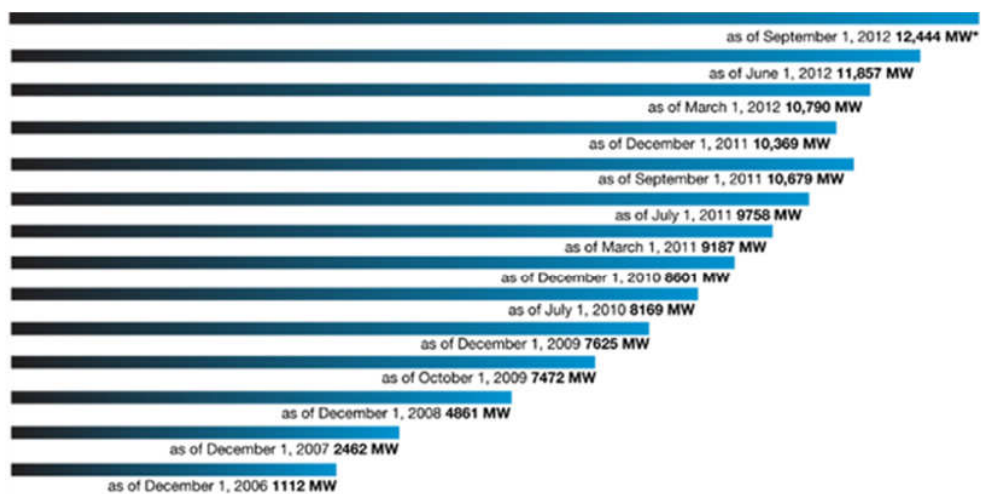 as of September 1, 2012 12,444 MW*
as of June 1, 2012 11,857 MW
as of March 1, 2012 10,790 MW
as of December 1, 2011 10,369 MW
as of September 1, 2011 10,679 MW
as of July 1, 2011 9758 MW
as of March 1, 2011 9187 MW
as of December 1, 2010 8601 MW
as of July 1, 2010 8169 MW
as of December 1, 2009 7625 MW
as of October 1, 2009 7472 MW
as of December 1, 2008 4861 MW
as of December 1, 2007 2462 MW
as of December 1, 2006 1112 MW